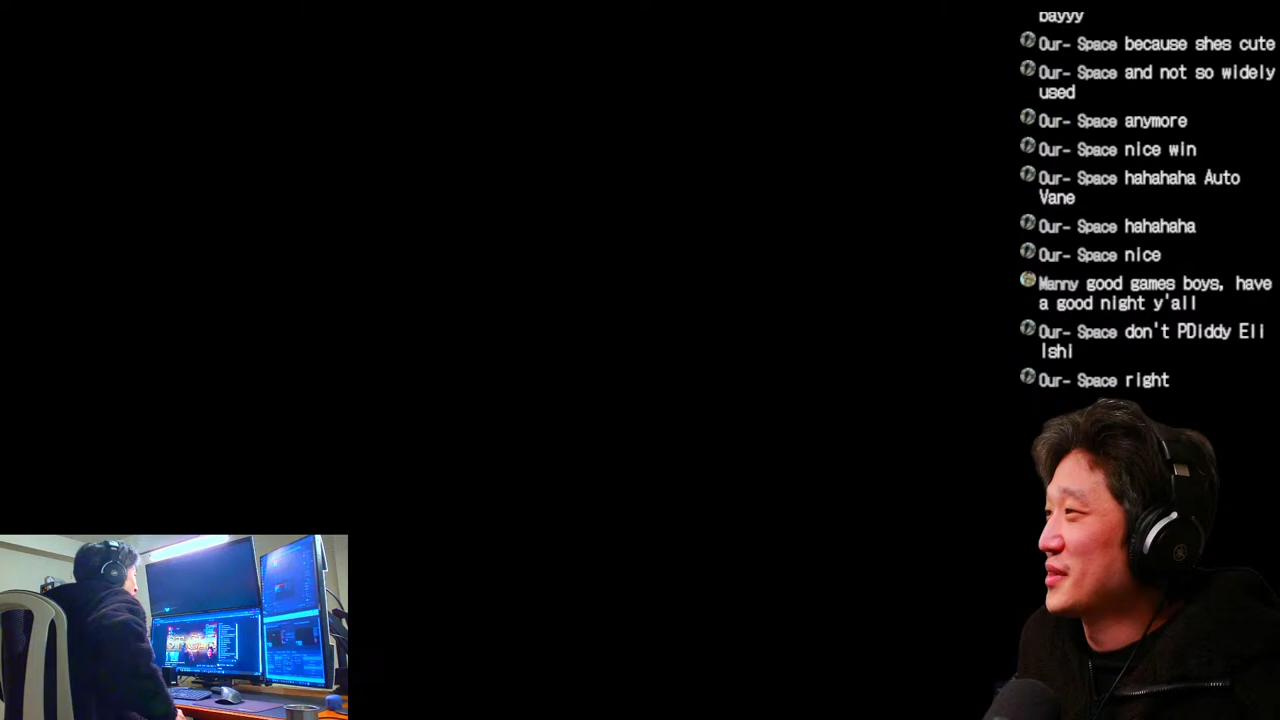 bayyy
Our- Space because shes cute
Our- Space and not so widely
used
Our- Space anymore
Our- Space nice win
Our- Space hahahaha Auto
Vane
Our- Space hahahaha
Our- Space nice
Manny good games boys, have
a good night y'all
Our- Space don't PDiddy Eli
Ishi
Our- Space right